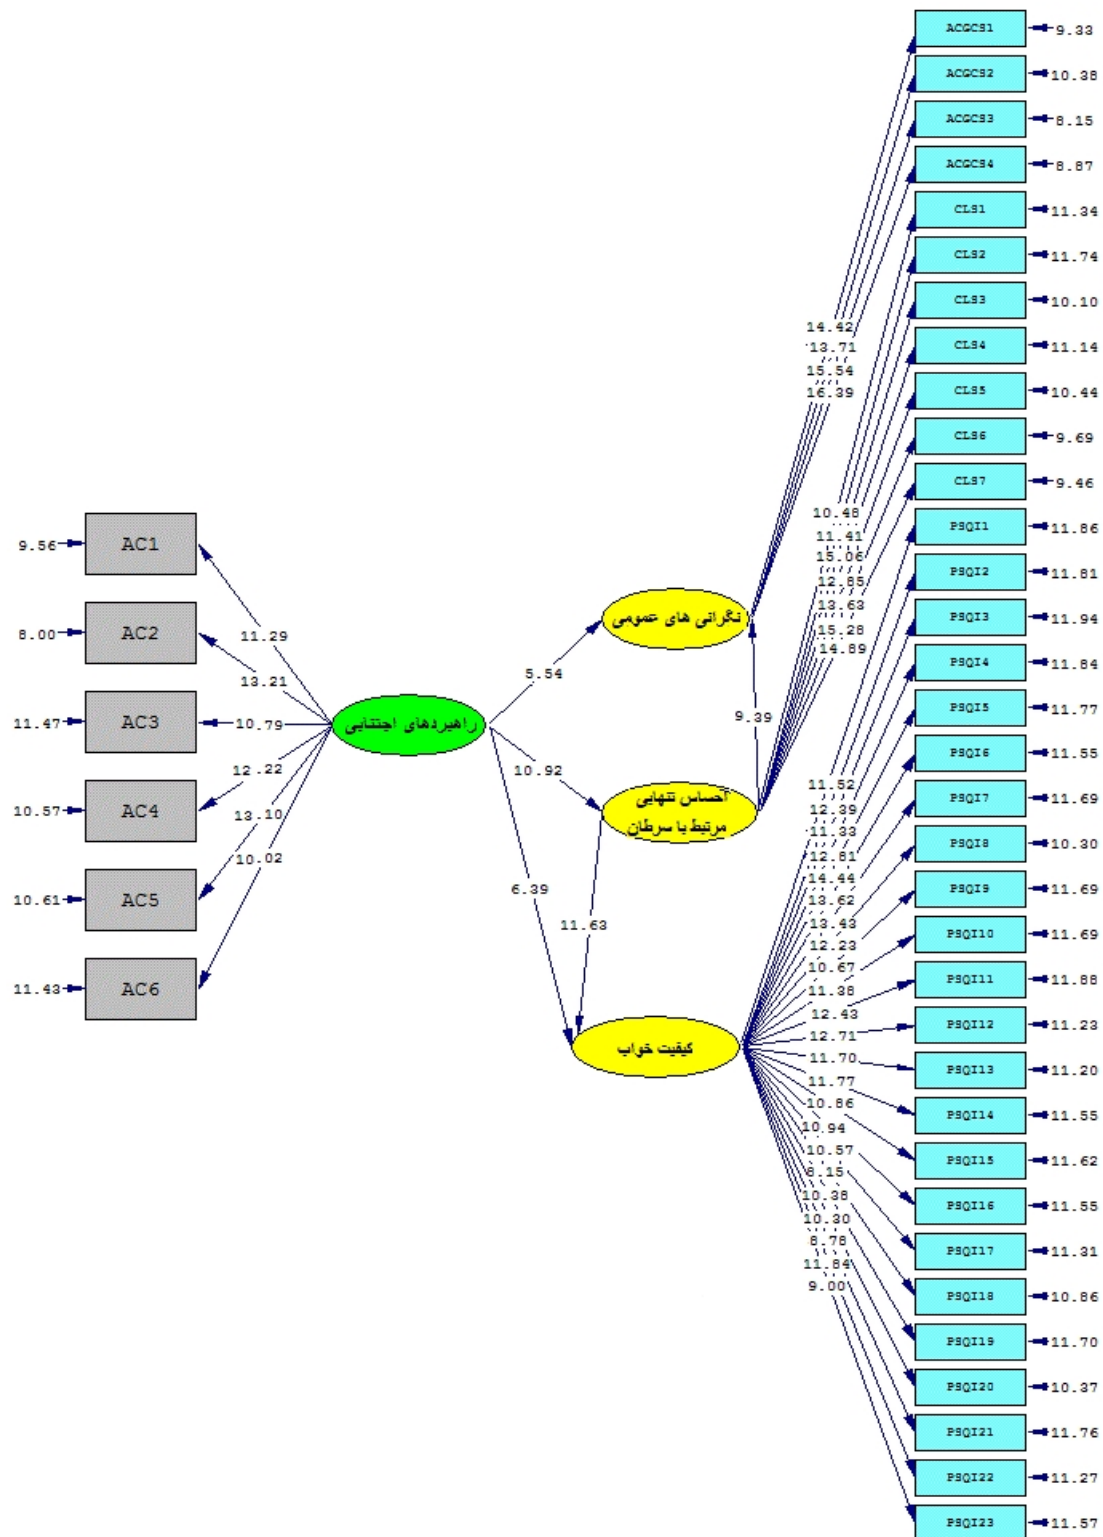 ACGCS1
9.33
ACGCS2
10.38
ACGCS3
8.15
ACGCS4
8.87
CLS1
11.34
CLS2
11.74
CLS3
10.10
CLS4
11.14
CLS5
10.44
CLS6
9.69
CLS7
9.46
PSQI1
11.86
PSQI2
11.81
PSQI3
11.94
PSQI4
11.84
PSQI5
11.77
PSQI6
11.55
PSQI7
11.69
PSQI8
10.30
PSQI9
11.69
PSQI10
11.69
PSQI11
11.88
PSQI12
11.23
PSQI13
11.20
PSQI14
11.55
PSQI15
11.62
PSQI16
11.55
PSQI17
11.31
PSQI18
10.86
PSQI19
11.70
PSQI20
10.37
PSQI21
11.76
PSQI22
11.27
PSQI23
11.57
14.42
13.71
15.54
16.39
10.48
11.41
15.06
12.85
13.63
15.28
14.89
11.52
12.39
11.33
12.81
14.44
13.62
13.43
12.23
10.67
11.38
12.43
12.71
11.70
11.77
10.86
10.94
10.57
8.15
10.38
10.30
8.78
11.84
9.00
نگرانی های عمومی
احساس تنهایی
مرتبط با سرطان
کیفیت خواب
راهبردهای اجتنابی
5.54
10.92
6.39
9.39
11.63
9.56
AC1
11.29
8.00
AC2
13.21
11.47
AC3
10.79
10.57
AC4
12.22
10.61
AC5
13.10
11.43
AC6
10.02